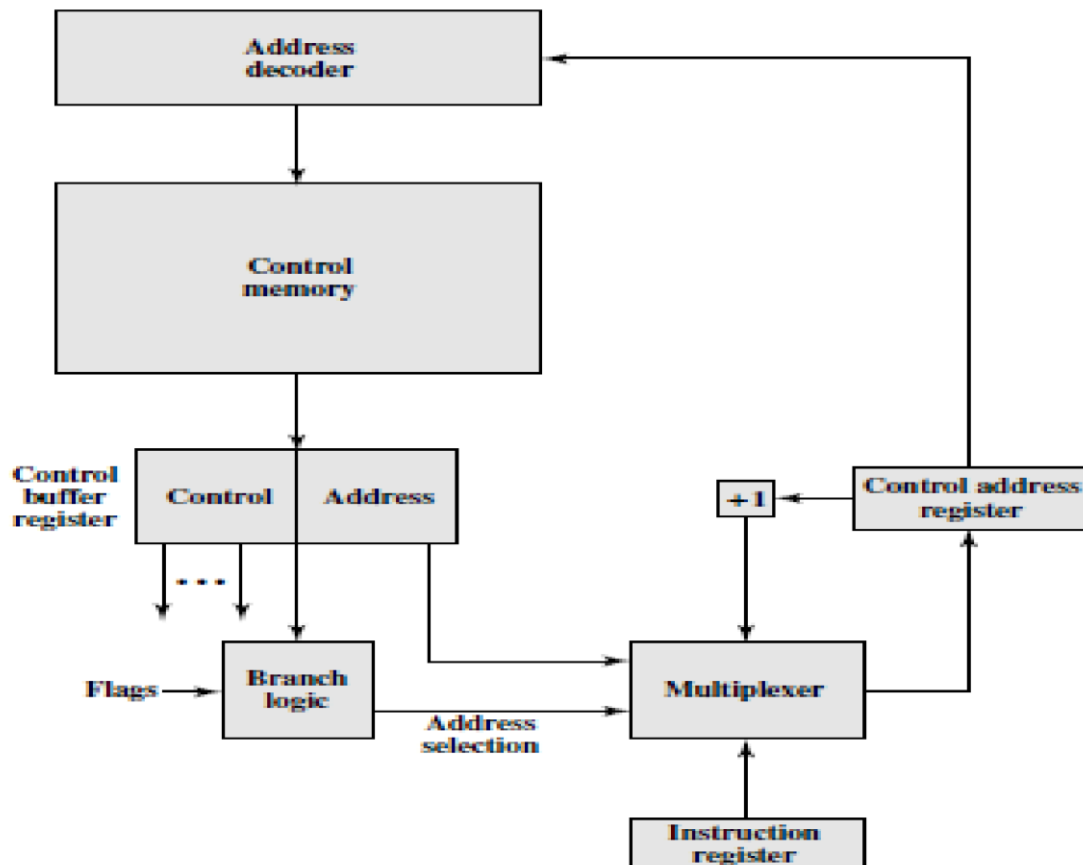 Address
decoder
Control
memory
Control
buffer
register
Control
Address
+1
Control address
register
Flags
Branch
logic
Address
selection
Multiplexer
Instruction
register